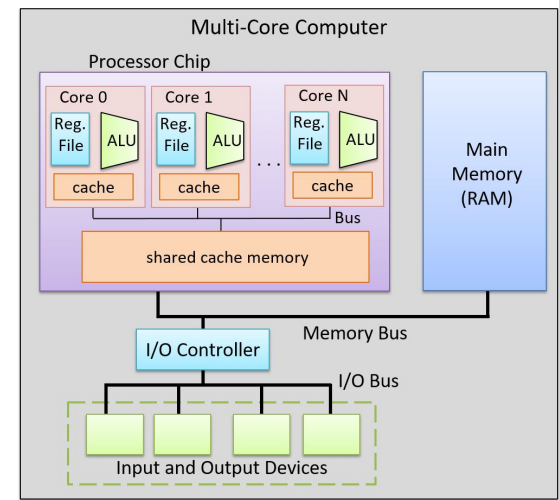 Multi-Core Computer
Processor Chip
Core 0
Reg.
File
ALU
cache
Core 1
Reg.
File
ALU
cache
. . .
Core N
Reg.
File
ALU
cache
Bus
shared cache memory
Main
Memory
(RAM)
Memory Bus
I/O Controller
I/O Bus
Input and Output Devices